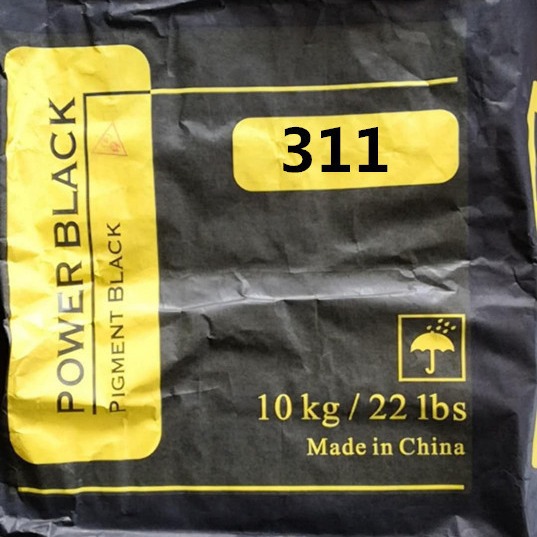 POWER BLACK
PIGMENT BLACK
311
10 kg / 22 lbs
Made in China